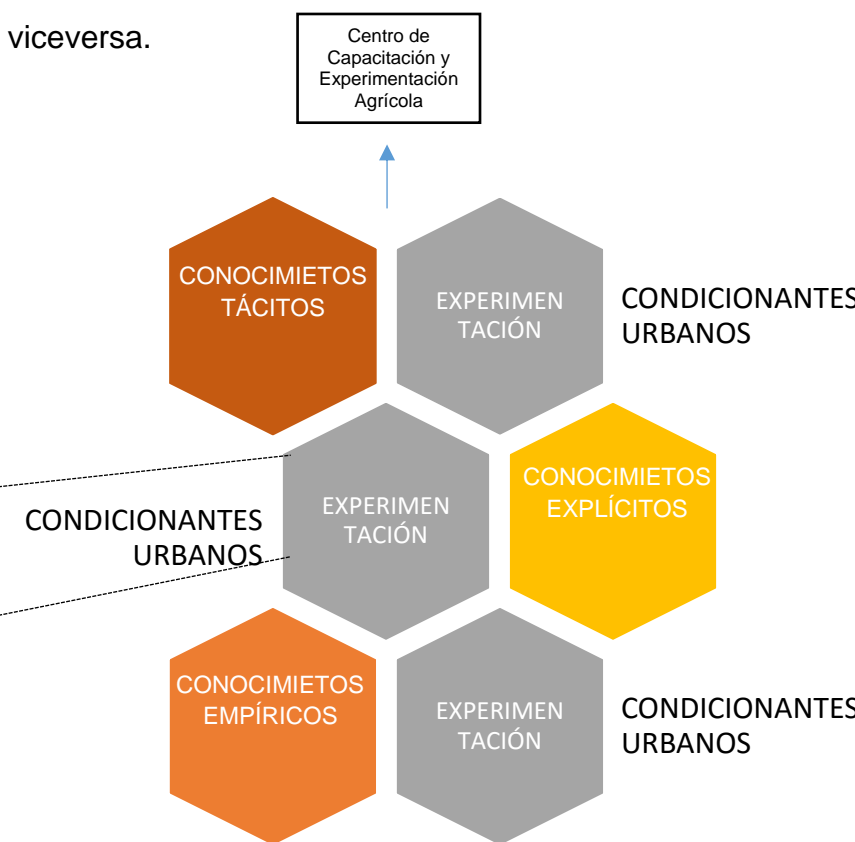 viceversa.
Centro de
Capacitación y
Experimentación
Agrícola
CONOCIMIETOS
TÁCITOS
EXPERIMEN
TACIÓN
CONDICIONANTES
URBANOS
CONDICIONANTES
URBANOS
EXPERIMEN
TACIÓN
CONOCIMIETOS
EXPLÍCITOS
CONOCIMIETOS
EMPÍRICOS
EXPERIMEN
TACIÓN
CONDICIONANTES
URBANOS